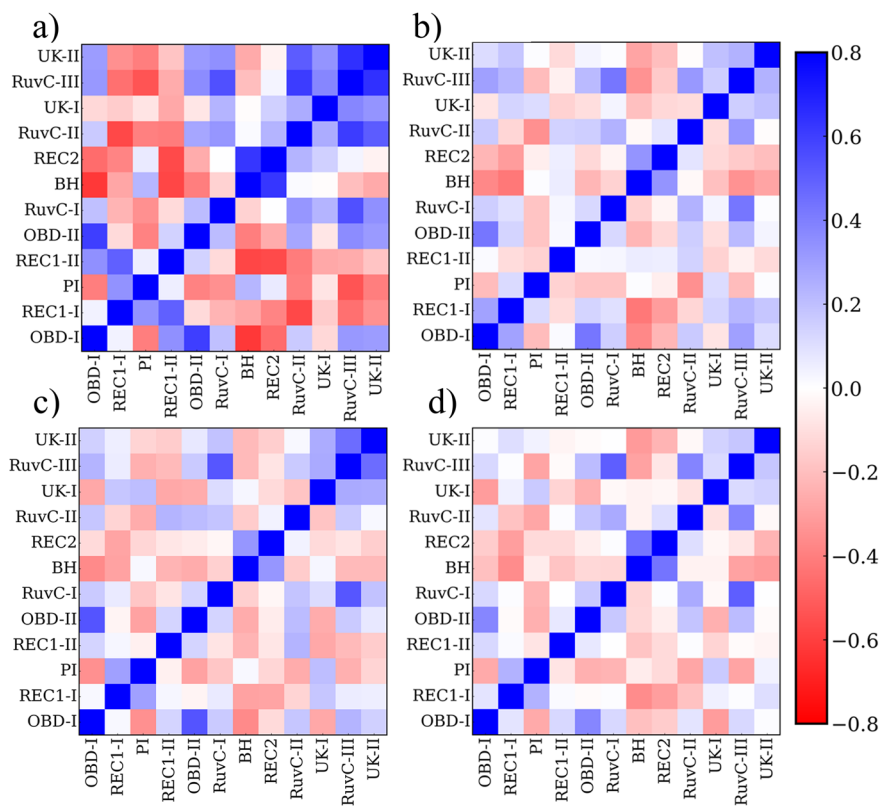 a)
UK-II
RuvC-III
UK-I
RuvC-II
REC2
BH
RuvC-I
OBD-II
REC1-II
PI
REC1-I
OBD-I
OBD-I
REC1-I
PI
REC1-II
OBD-II
RuvC-I
BH
REC2
RuvC-II
UK-I
RuvC-III
UK-II
b)
UK-II
RuvC-III
UK-I
RuvC-II
REC2
BH
RuvC-I
OBD-II
REC1-II
PI
REC1-I
OBD-I
OBD-I
REC1-I
PI
REC1-II
OBD-II
RuvC-I
BH
REC2
RuvC-II
UK-I
RuvC-III
UK-II
c)
UK-II
RuvC-III
UK-I
RuvC-II
REC2
BH
RuvC-I
OBD-II
REC1-II
PI
REC1-I
OBD-I
OBD-I
REC1-I
PI
REC1-II
OBD-II
RuvC-I
BH
REC2
RuvC-II
UK-I
RuvC-III
UK-II
d)
UK-II
RuvC-III
UK-I
RuvC-II
REC2
BH
RuvC-I
OBD-II
REC1-II
PI
REC1-I
OBD-I
OBD-I
REC1-I
PI
REC1-II
OBD-II
RuvC-I
BH
REC2
RuvC-II
UK-I
RuvC-III
UK-II
0.8
0.6
0.4
0.2
0.0
−0.2
−0.4
−0.6
−0.8